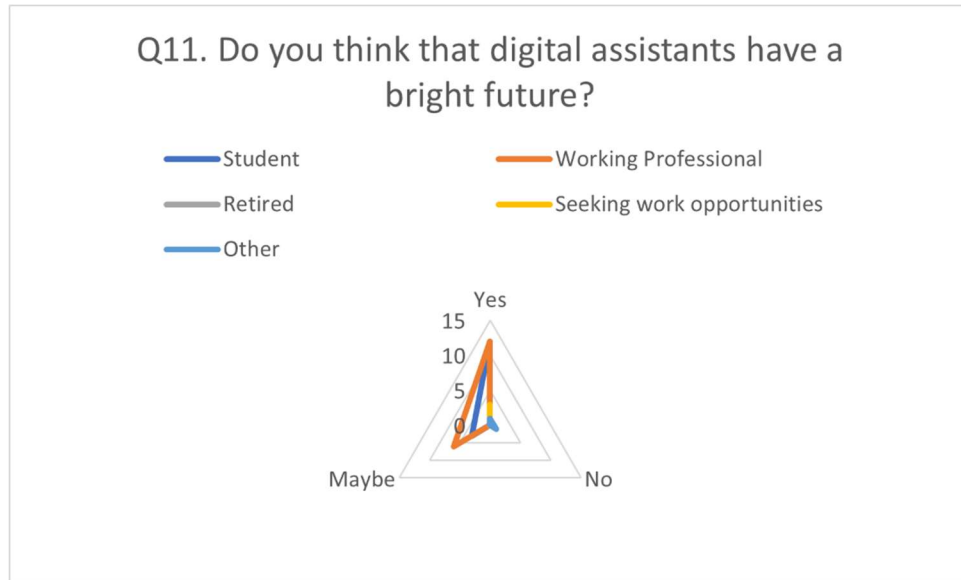 Q11. Do you think that digital assistants have a
bright future?
Student
Working Professional
Retired
Seeking work opportunities
Other
Yes
15
10
5
0
Maybe
No